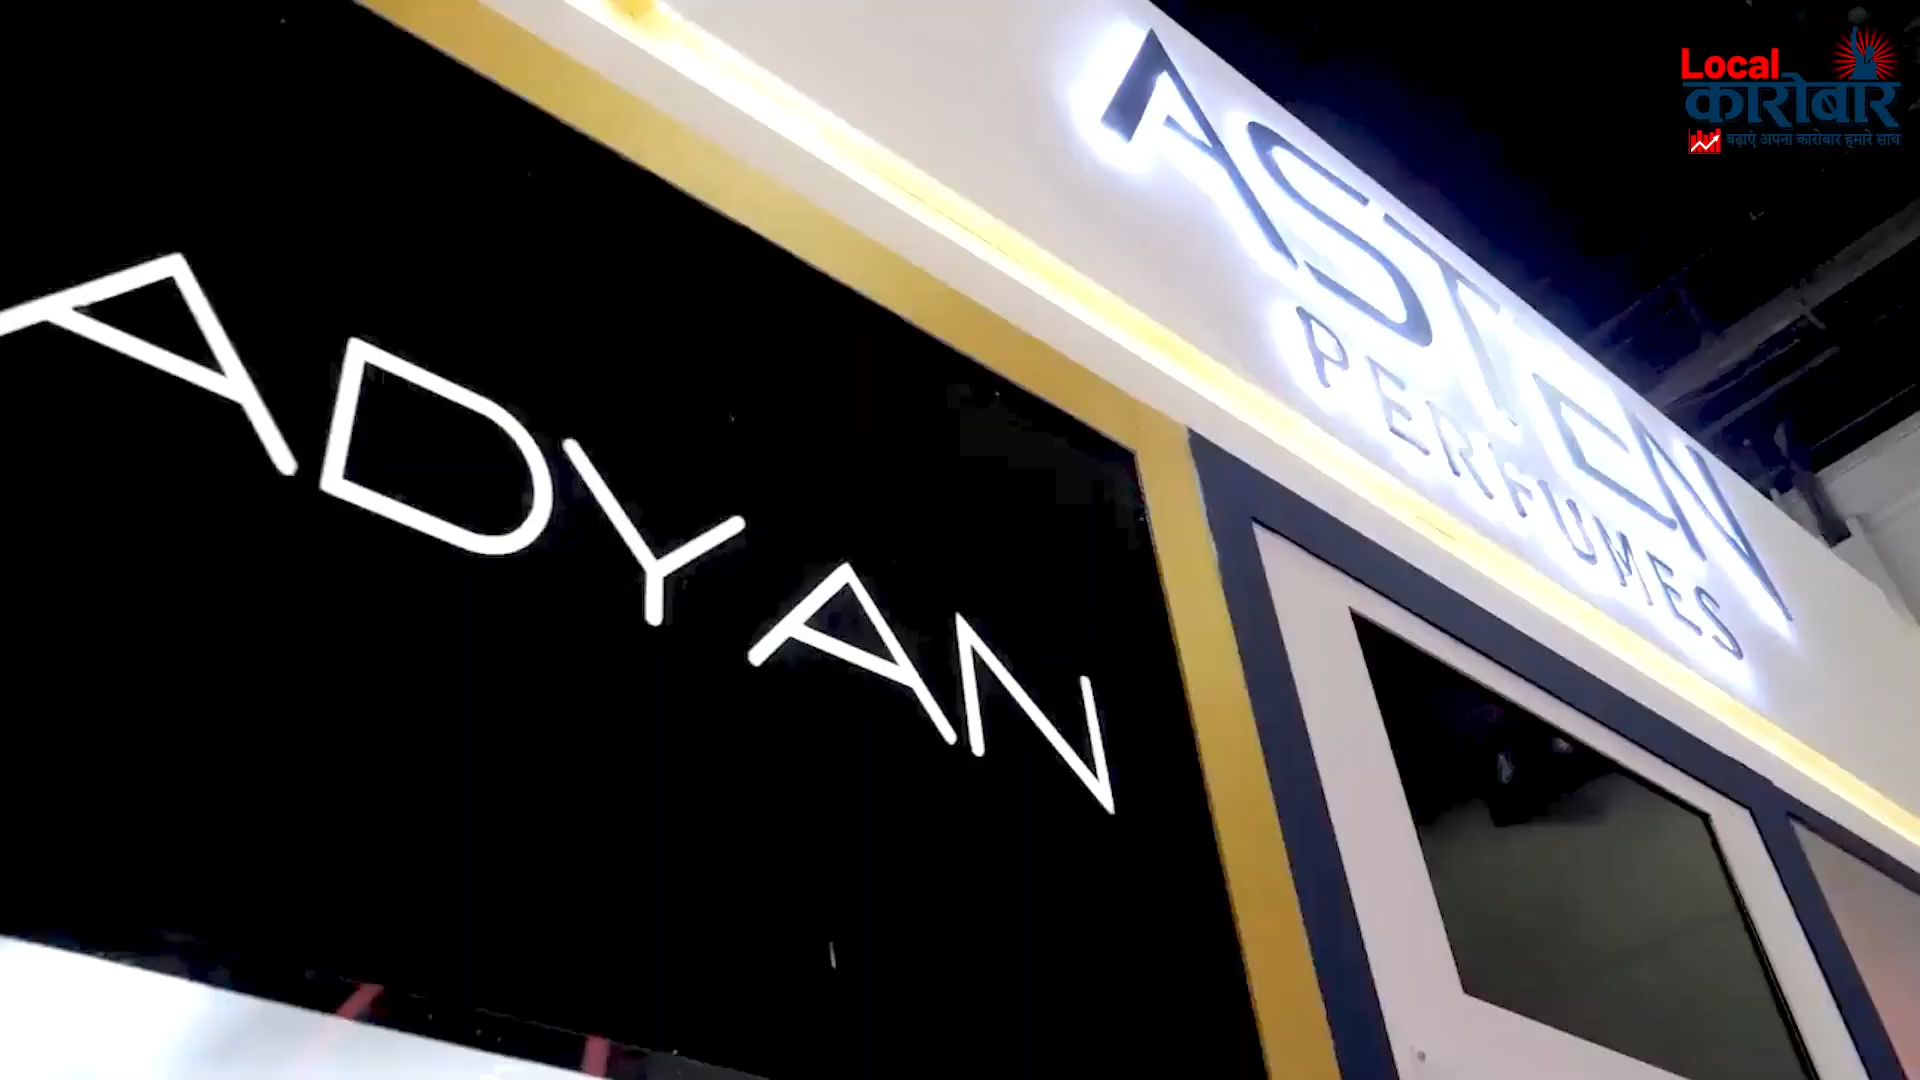 ADYAN
ASTEN
PERFUMES
Local
कारोबार
बढ़ाएं अपना कारोबार हमारे साथ